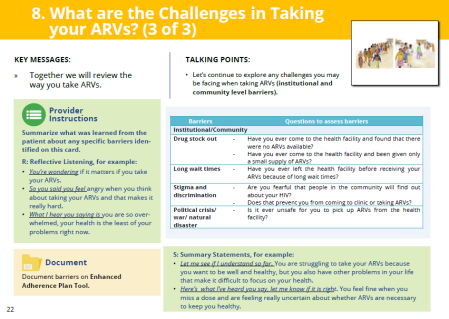 8. What are the Challenges in Taking
your ARVs? (3 of 3)
KEY MESSAGES:
» Together we will review the
way you take ARVs.
TALKING POINTS:
• Let's continue to explore any challenges you may
be facing when taking ARVs (institutional and
community level barriers).
Provider
Instructions
Summarize what was learned from the
patient about any specific barriers iden-
tified on this card.
R: Reflective Listening, for example:
• You're wondering if it matters if you take
your ARVs.
• So you said you feel angry when you think
about taking your ARVs and that makes it
really hard.
• What I hear you saying is you are so over-
whelmed, your health is the least of your
problems right now.
Document
Document barriers on Enhanced
Adherence Plan Tool.
Barriers Questions to assess barriers
Institutional/Community
Drug stock out - Have you ever come to the health facility and found that there
were no ARVs available?
- Have you ever come to the health facility and been given only
a small supply of ARVs?
Long wait times - Have you ever left the health facility before receiving your
ARVs because of long wait times?
Stigma and - Are you fearful that people in the community will find out
discrimination about your HIV?
- Does that prevent you from coming to clinic or taking ARVs?
Political crisis/ - Is it ever unsafe for you to pick up ARVs from the health
war/ natural facility?
disaster
S: Summary Statements, for example:
• Let me see if I understand so far. You are struggling to take your ARVs because
you want to be well and healthy, but you also have other problems in your life
that make it difficult to focus on your health.
• Here's what I've heard you say, let me know if it is right. You feel fine when you
miss a dose and are feeling really uncertain about whether ARVs are necessary
to keep you healthy.
22